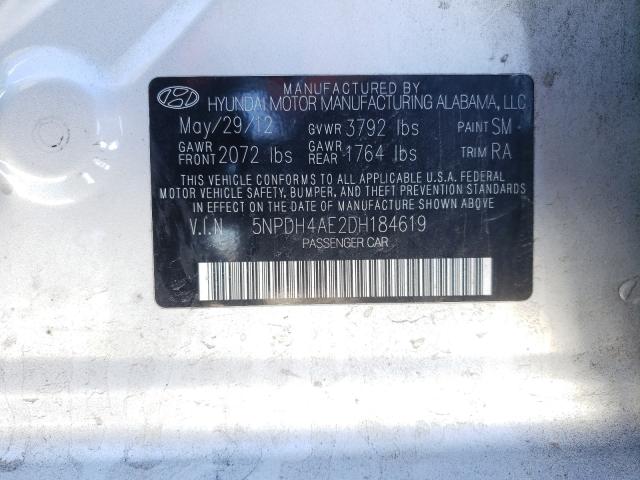 MANUFACTURED BY
HYUNDAI MOTOR MANUFACTURING ALABAMA, LLC
May/29/12 GVWR 3792 lbs PAINT SM
GAWR FRONT 2072 lbs GAWR REAR 1764 lbs TRIM RA
THIS VEHICLE CONFORMS TO ALL APPLICABLE U.S.A. FEDERAL
MOTOR VEHICLE SAFETY, BUMPER, AND THEFT PREVENTION STANDARDS
IN EFFECT ON THE DATE OF MANUFACTURE SHOWN ABOVE
V.I.N 5NPDH4AE2DH184619
PASSENGER CAR